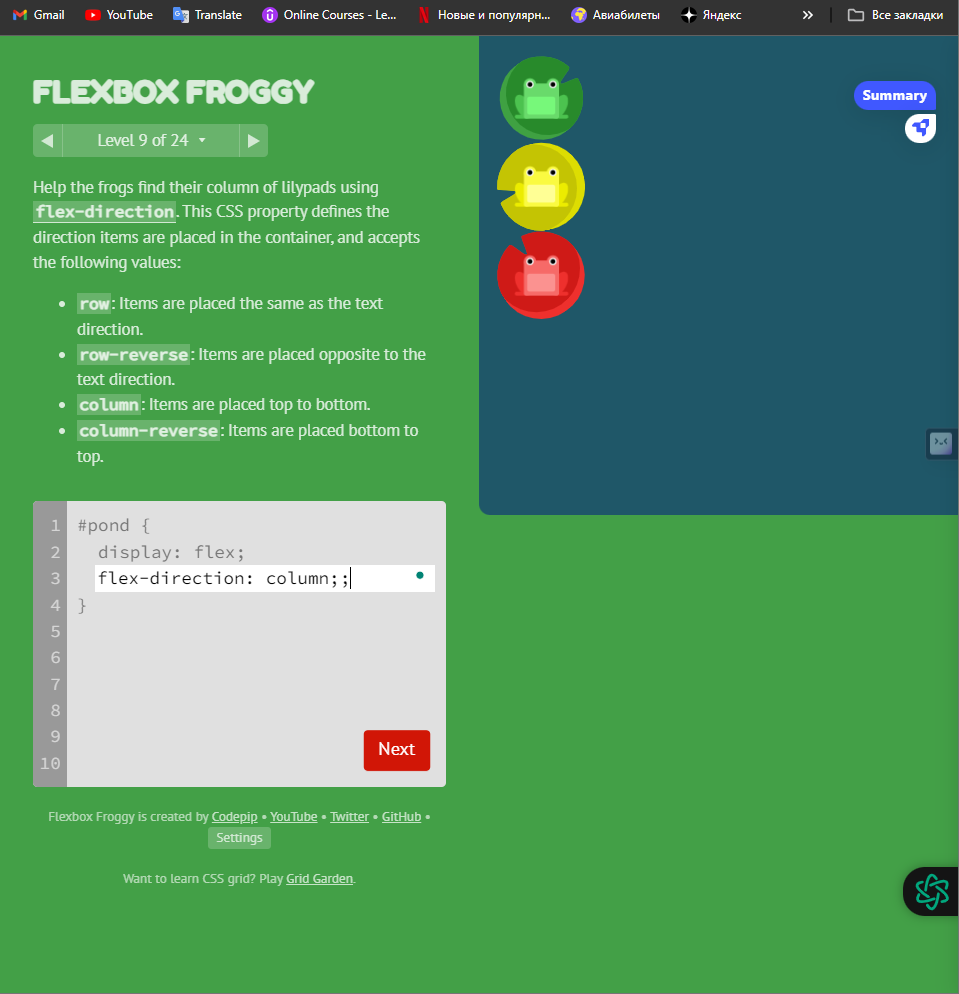 Gmail YouTube Translate Online Courses - Le... Новые и популярн... Авиабилеты Яндекс » Все закладки
FLEXBOX FROGGY
Level 9 of 24
Help the frogs find their column of lilypads using
flex-direction. This CSS property defines the
direction items are placed in the container, and accepts
the following values:
• row: Items are placed the same as the text
direction.
• row-reverse: Items are placed opposite to the
text direction.
• column: Items are placed top to bottom.
• column-reverse: Items are placed bottom to
top.
1 #pond {
2 display: flex;
3 flex-direction: column;;
4 }
5
6
7
8
9
10
Next
Flexbox Froggy is created by Codepip • YouTube • Twitter • GitHub •
Settings
Want to learn CSS grid? Play Grid Garden.
Summary